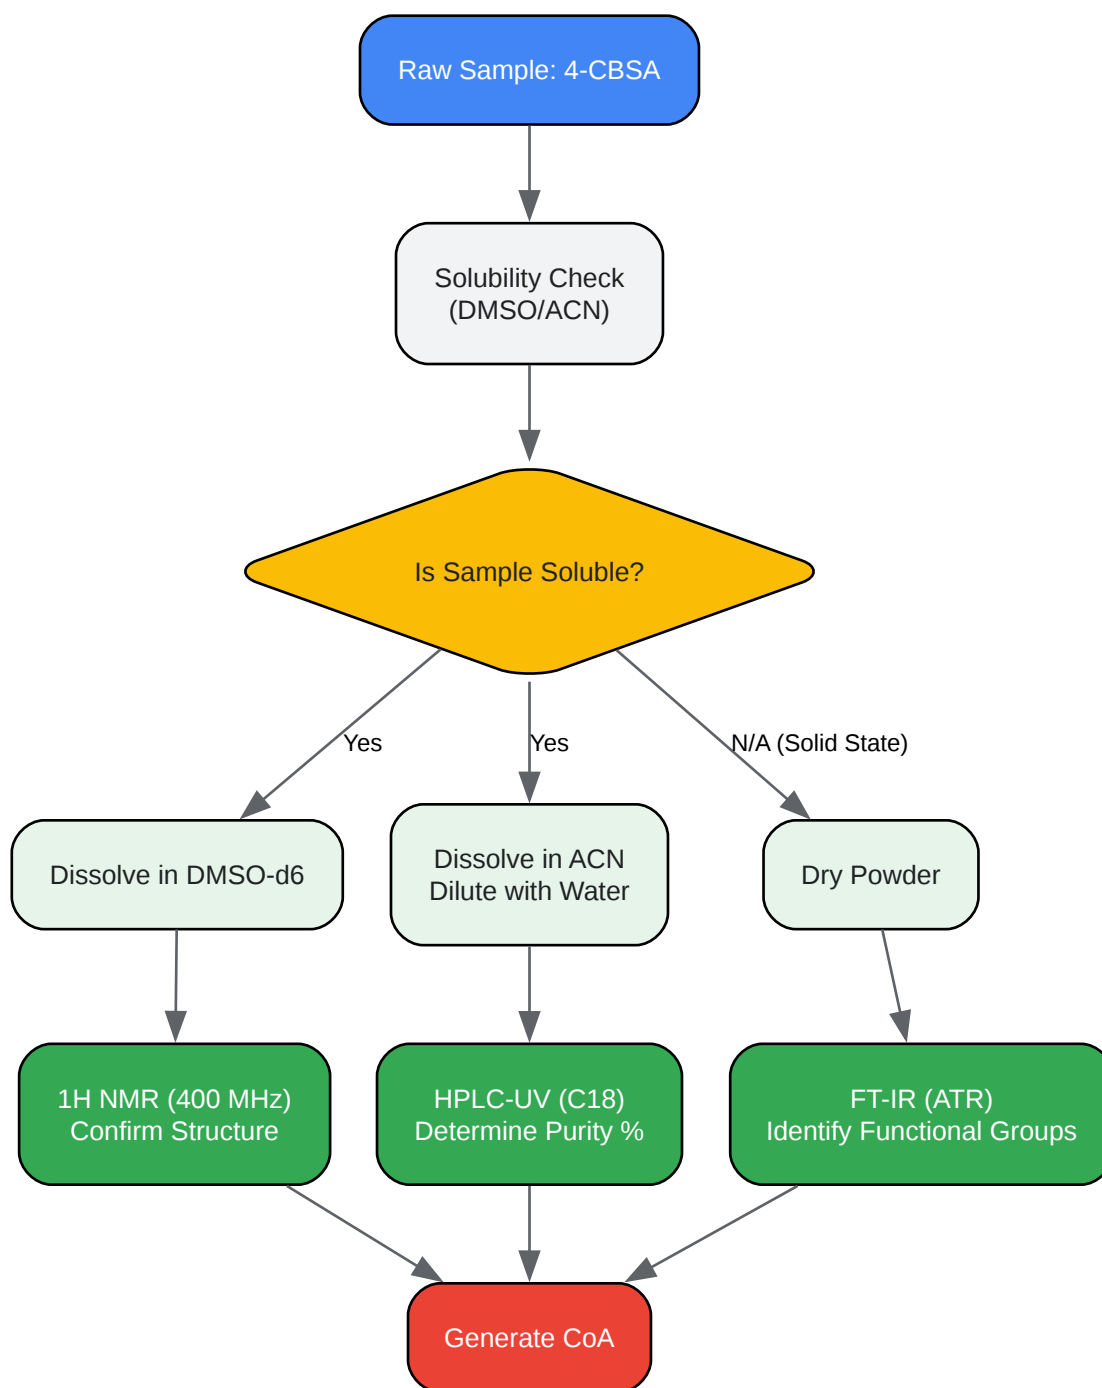 Raw Sample: 4-CBSA
Solubility Check
(DMSO/ACN)
Is Sample Soluble?
Yes
Yes
N/A (Solid State)
Dissolve in DMSO-d6
Dissolve in ACN
Dilute with Water
Dry Powder
1H NMR (400 MHz)
Confirm Structure
HPLC-UV (C18)
Determine Purity %
FT-IR (ATR)
Identify Functional Groups
Generate CoA